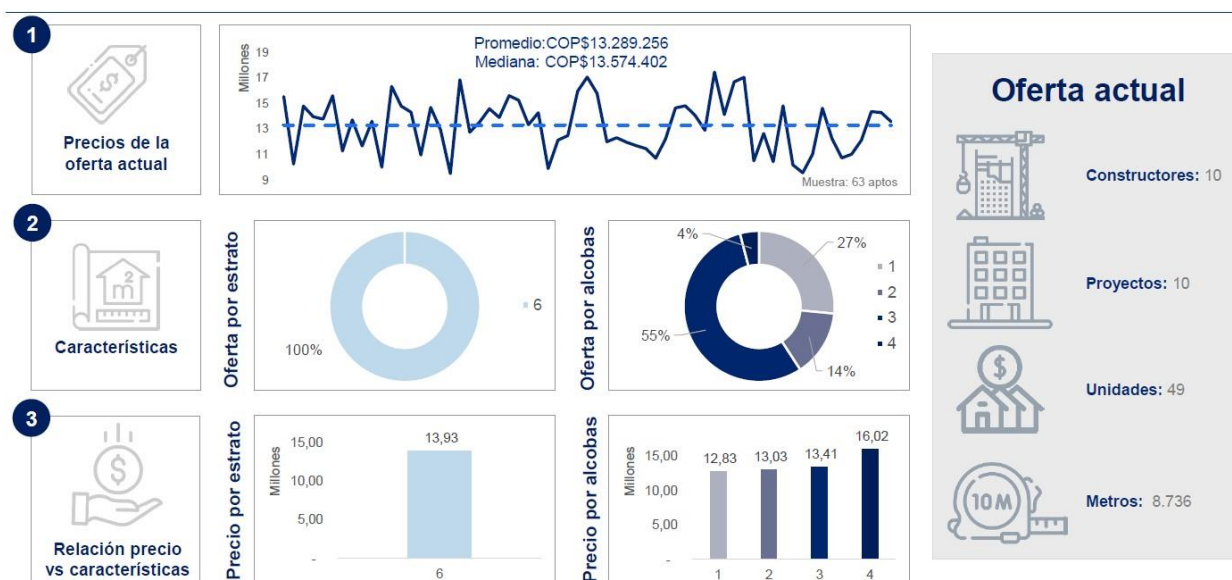 1
Precios de la
oferta actual
Millones
19
17
15
13
11
9
Promedio:COP$13.289.256
Mediana: COP$13.574.402
Muestra: 63 aptos
2
m2
Características
Oferta por estrato
100%
6
Oferta por alcobas
4%
27%
55%
14%
1
2
3
4
3
$
Relación precio
vs características
Precio por estrato
Millones
15,00
10,00
5,00
-
13,93
6
Precio por alcobas
Millones
15,00
10,00
5,00
-
12,83
13,03
13,41
16,02
1
2
3
4
Oferta actual
Constructores: 10
Proyectos: 10
$
Unidades: 49
10M
Metros: 8.736